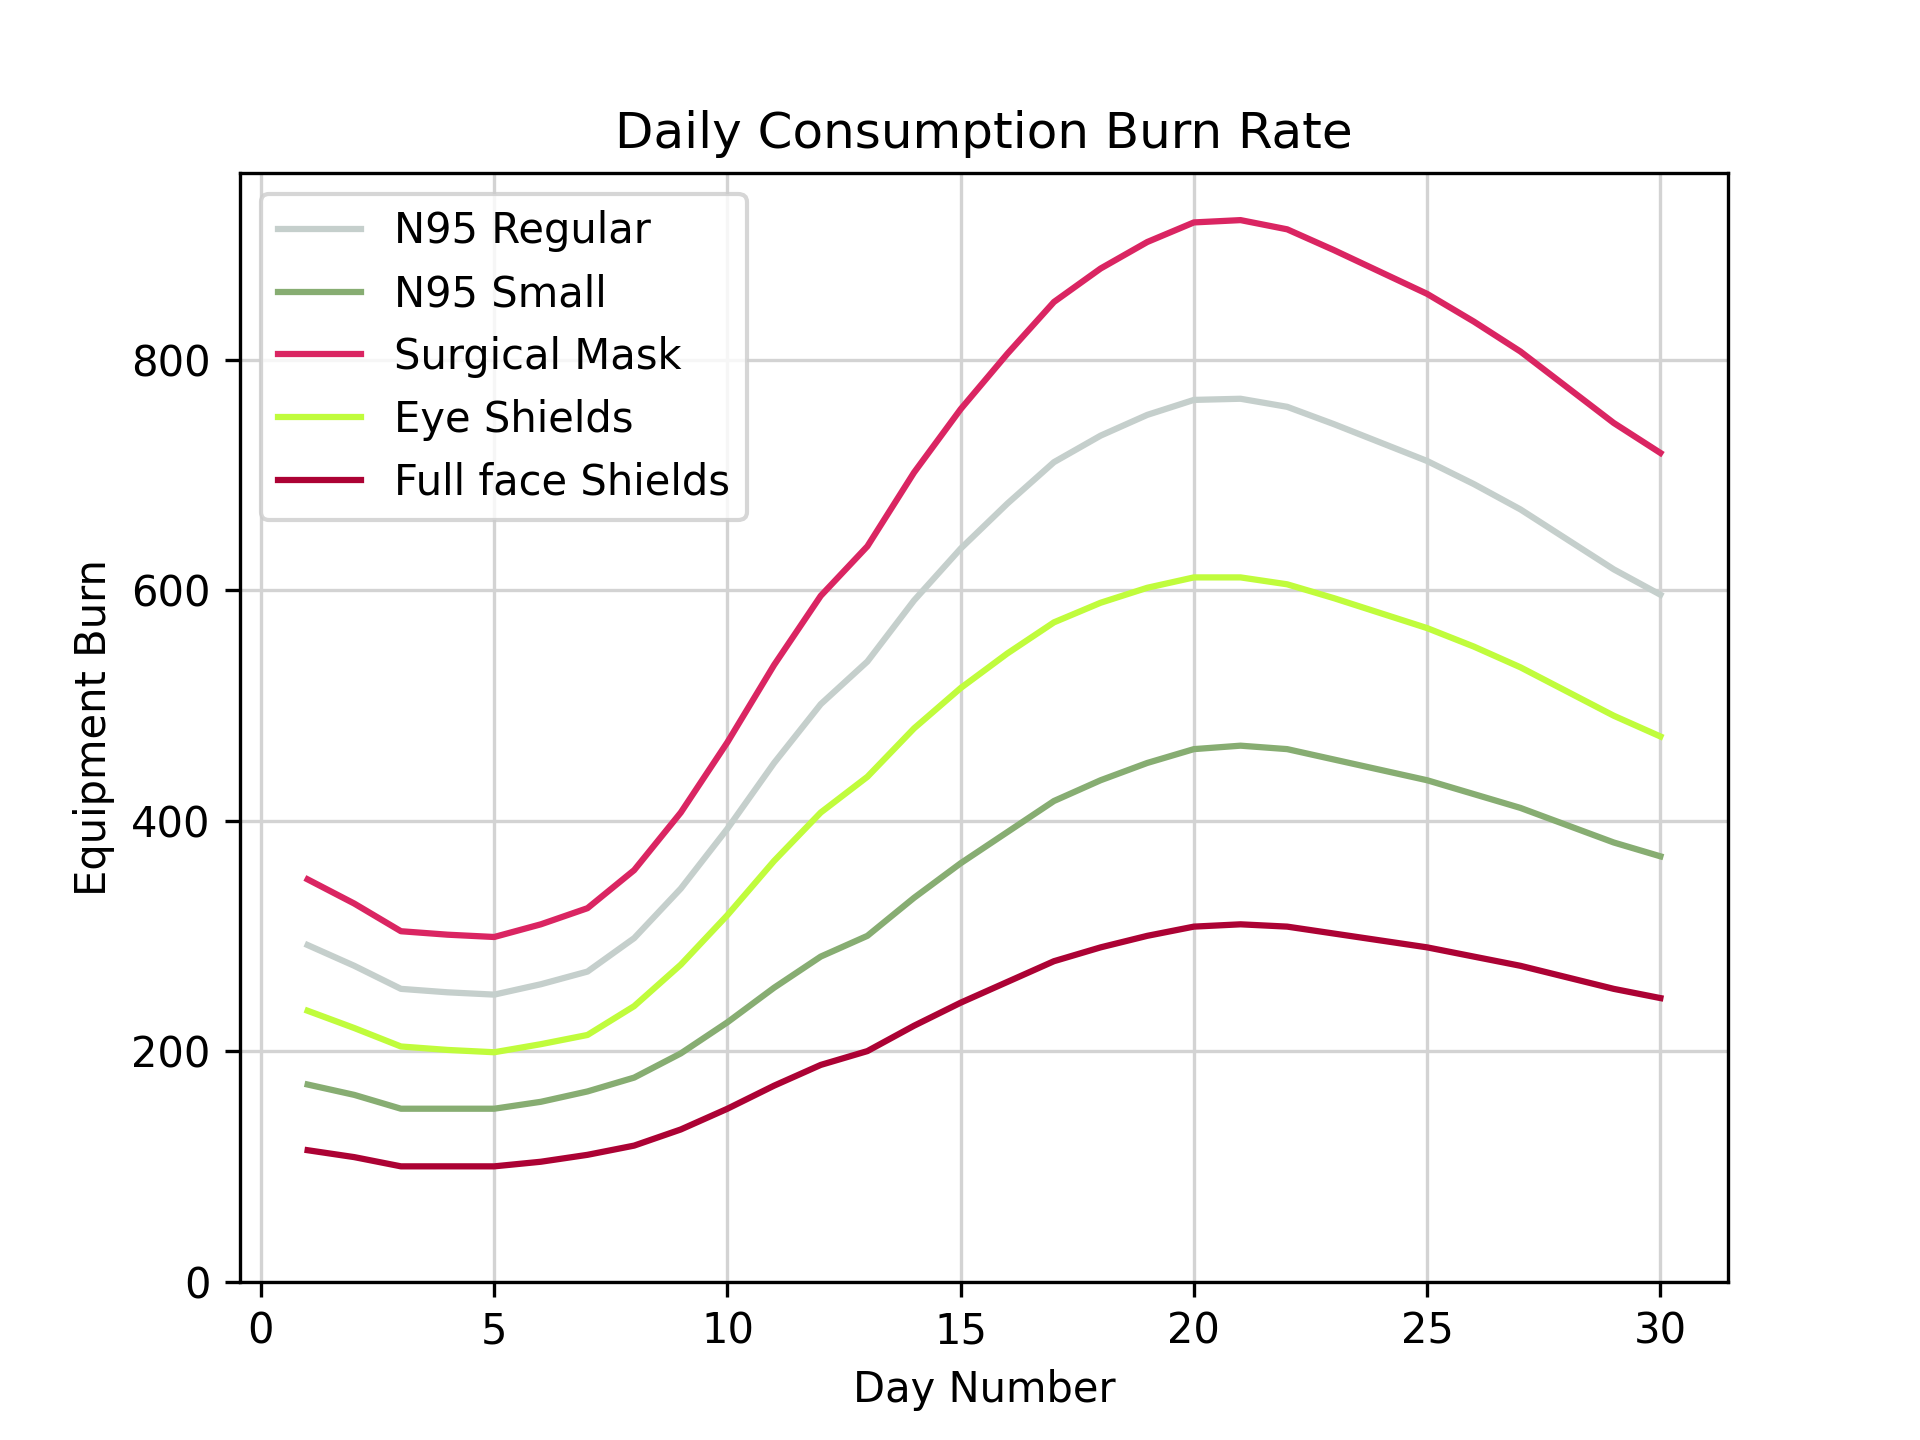 Daily Consumption Burn Rate
N95 Regular
N95 Small
Surgical Mask
Eye Shields
Full face Shields
Equipment Burn
800
600
400
200
0
0 5 10 15 20 25 30
Day Number